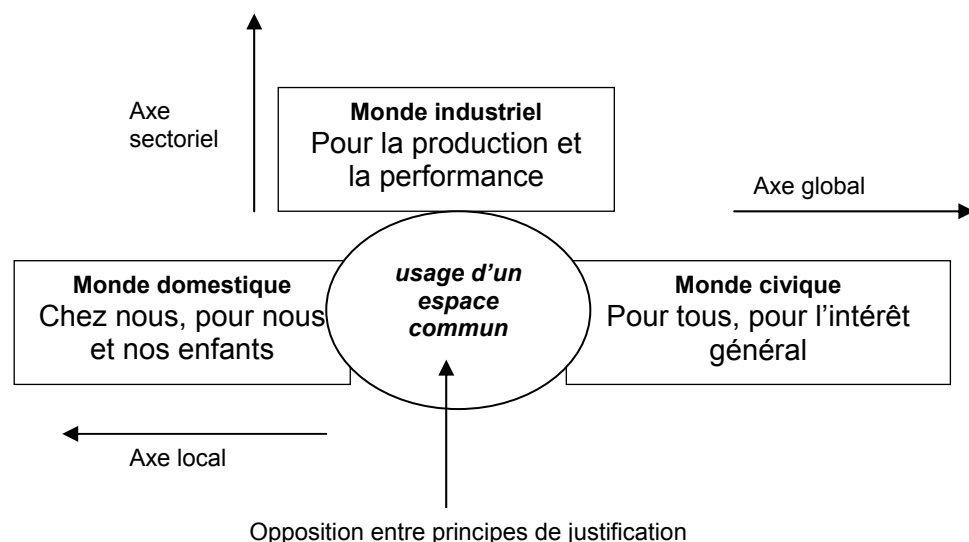 Axe
sectoriel
Monde industriel
Pour la production et
la performance
Axe global
Monde domestique
Chez nous, pour nous
et nos enfants
usage d'un
espace
commun
Monde civique
Pour tous, pour l'intérêt
général
Axe local
Opposition entre principes de justification